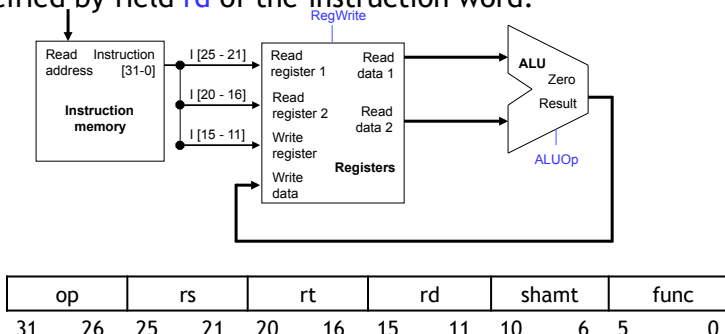 cified by field rd of the instruction word.
RegWrite
Read address
Instruction [31-0]
Instruction memory
I [25 - 21]
I [20 - 16]
I [15 - 11]
Read register 1
Read register 2
Write register
Write data
Read data 1
Read data 2
Registers
ALU
Zero
Result
ALUOp
op rs rt rd shamt func
31 26 25 21 20 16 15 11 10 6 5 0